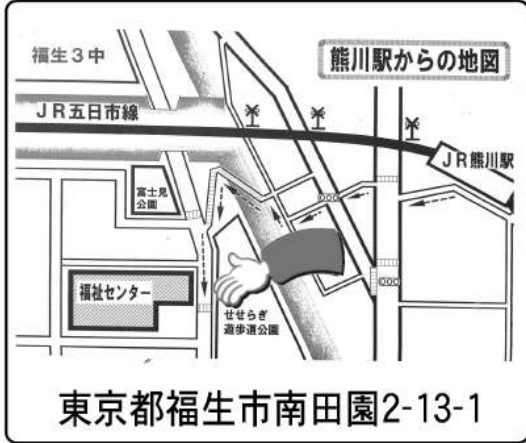 福生3中
熊川駅からの地図
JR五日市線
JR熊川駅
富士見
公園
福祉センター
せせらぎ
遊歩道公園
東京都福生市南田園2-13-1